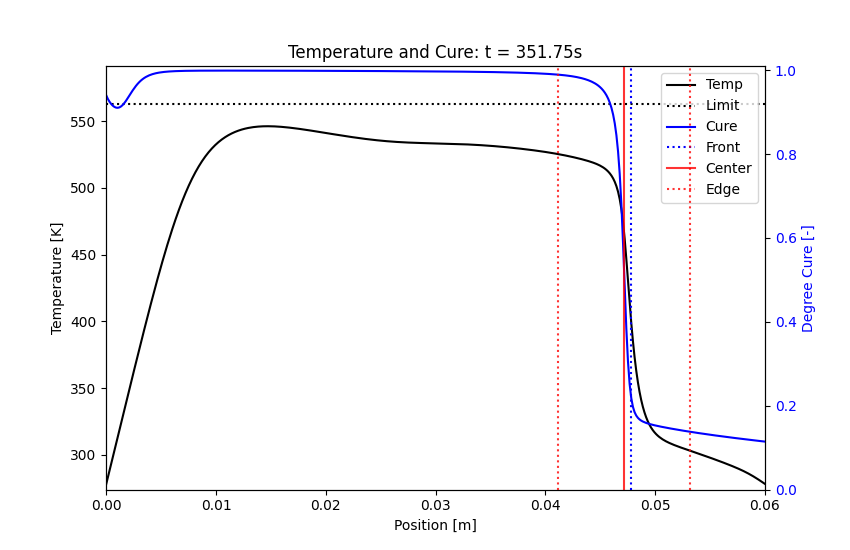 Temperature and Cure: t = 351.75s
Temperature [K]
550
500
450
400
350
300
Temp
Limit
Cure
Front
Center
Edge
1.0
0.8
0.6
0.4
0.2
0.0
Degree Cure [-]
0.00 0.01 0.02 0.03 0.04 0.05 0.06
Position [m]